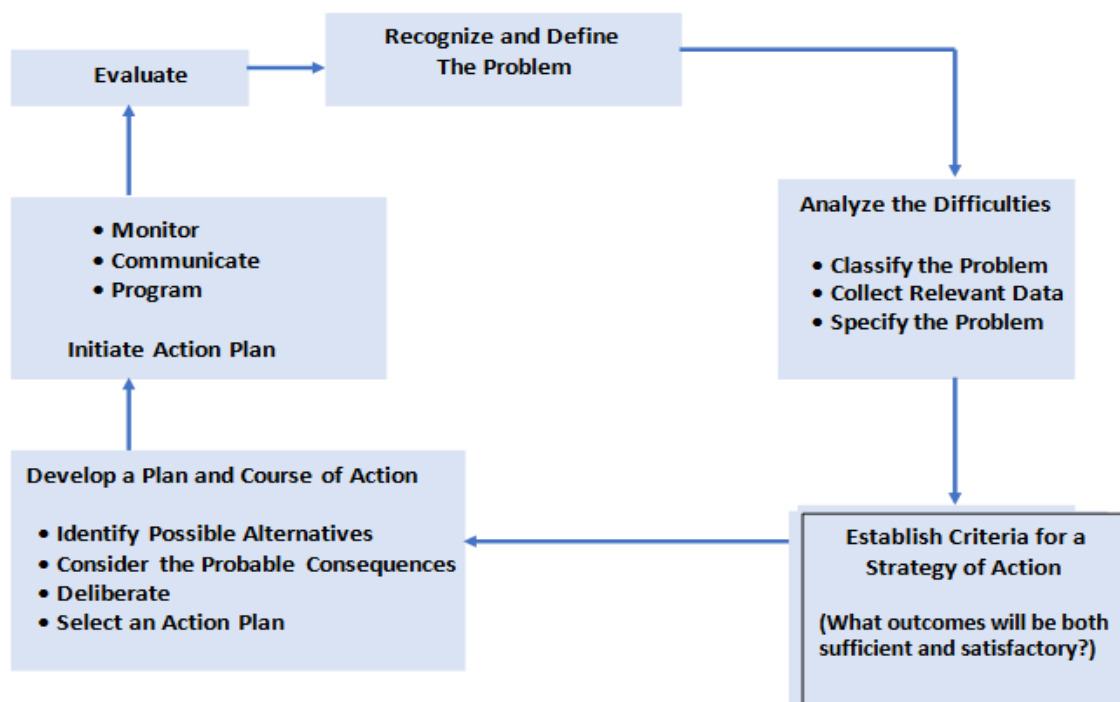 Recognize and Define
The Problem
Evaluate
Analyze the Difficulties
• Classify the Problem
• Collect Relevant Data
• Specify the Problem
• Monitor
• Communicate
• Program
Initiate Action Plan
Develop a Plan and Course of Action
• Identify Possible Alternatives
• Consider the Probable Consequences
• Deliberate
• Select an Action Plan
Establish Criteria for a
Strategy of Action
(What outcomes will be both
sufficient and satisfactory?)